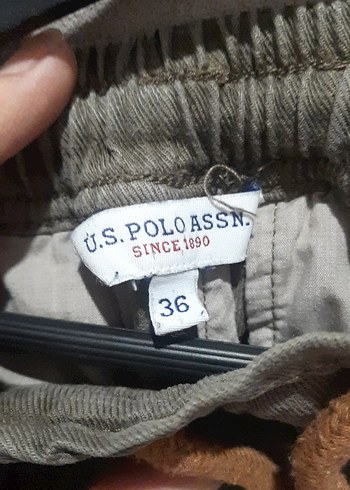 U.S. POLO ASSN.
SINCE 1890
36